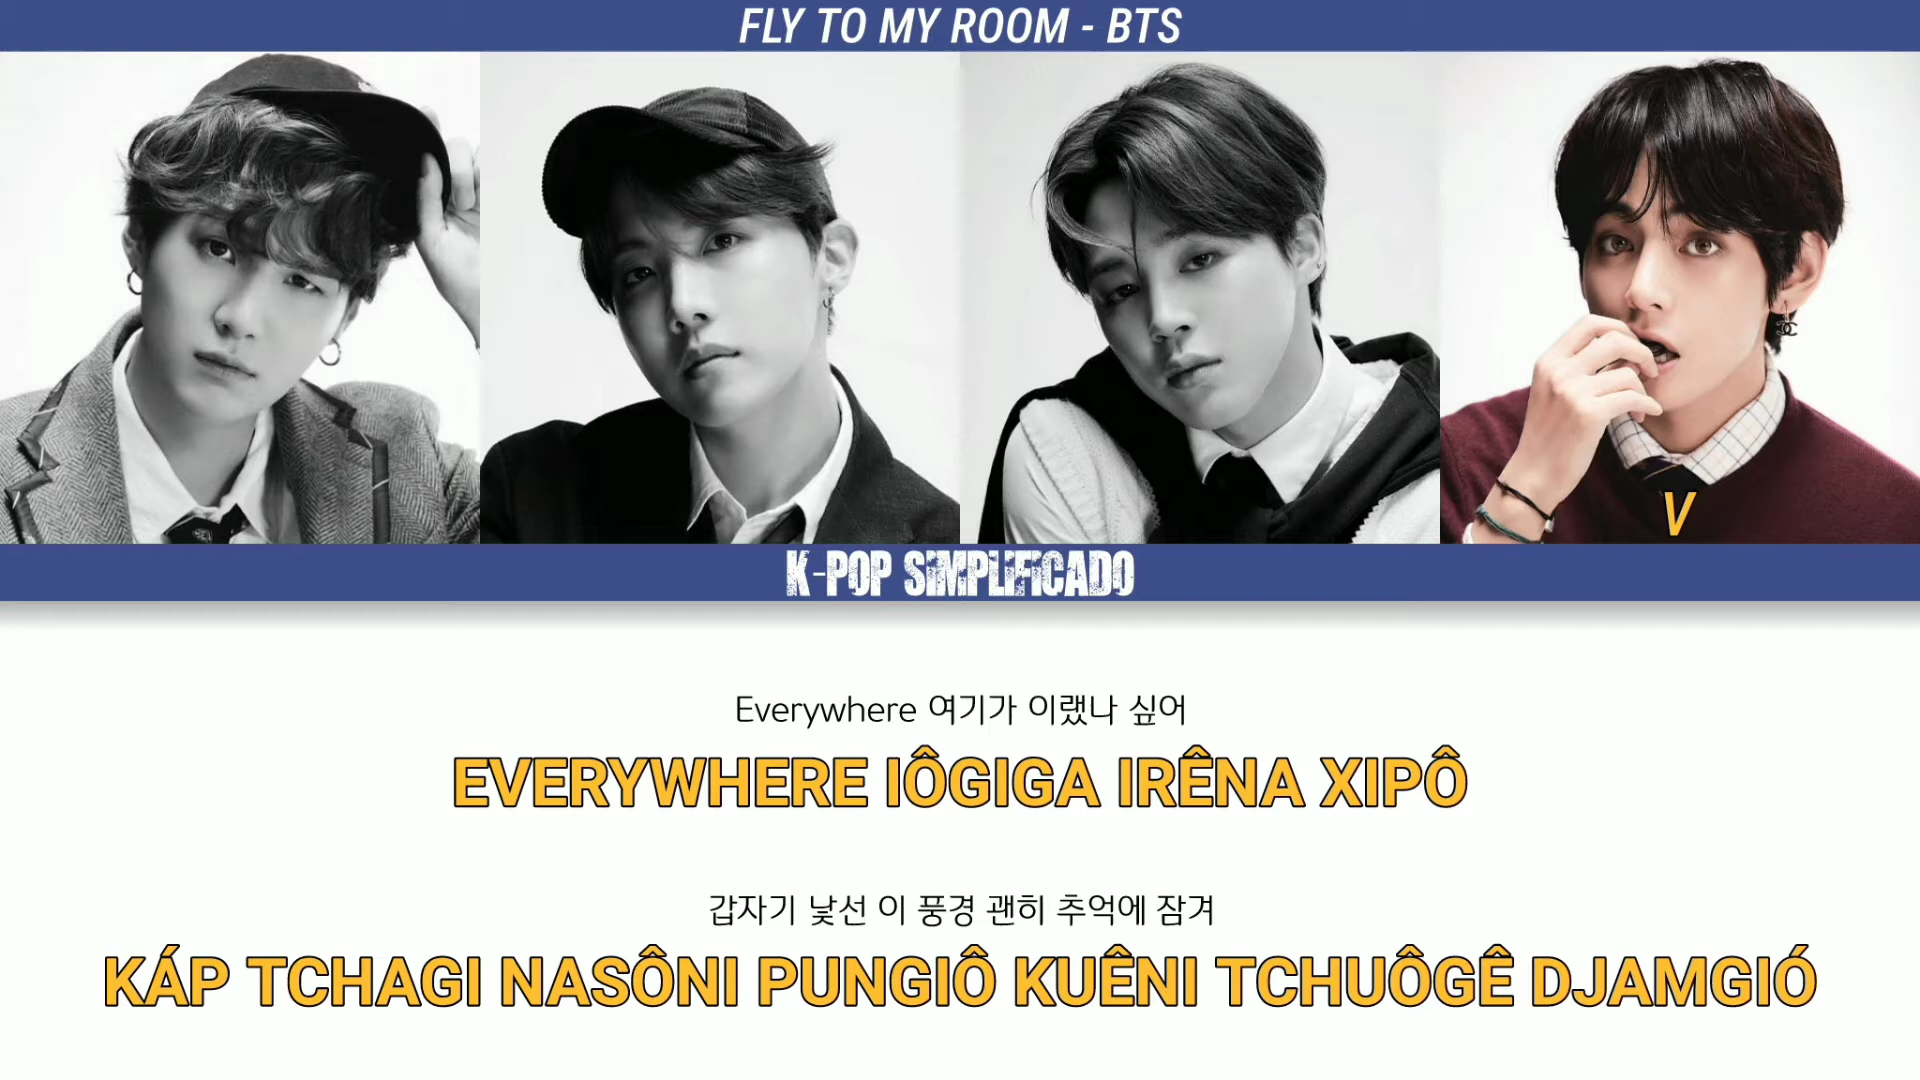 FLY TO MY ROOM - BTS
V
K-POP SIMPLIFICADO
Everywhere 여기가 이랬나 싶어
EVERYWHERE IÔGIGA IRÊNA XIPÔ
갑자기 낯선 이 풍경 괜히 추억에 잠겨
KÁP TCHAGI NASÔNI PUNGIÔ KUÊNI TCHUÔGÊ DJAMGIÓ